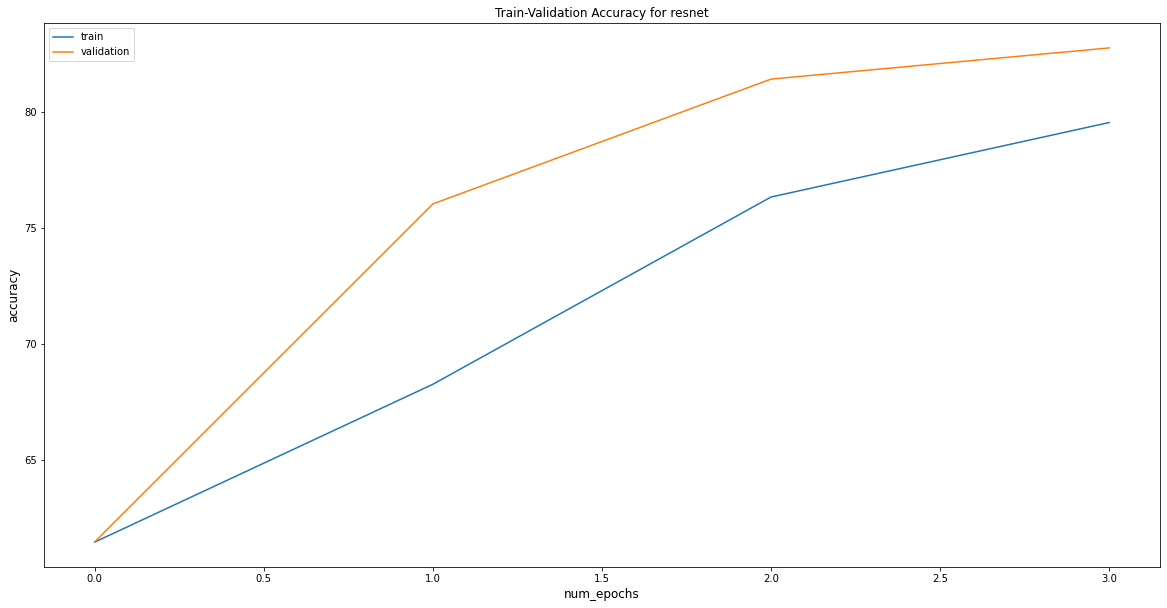 Train-Validation Accuracy for resnet
train
validation
80
75
70
65
accuracy
0.0 0.5 1.0 1.5 2.0 2.5 3.0
num_epochs